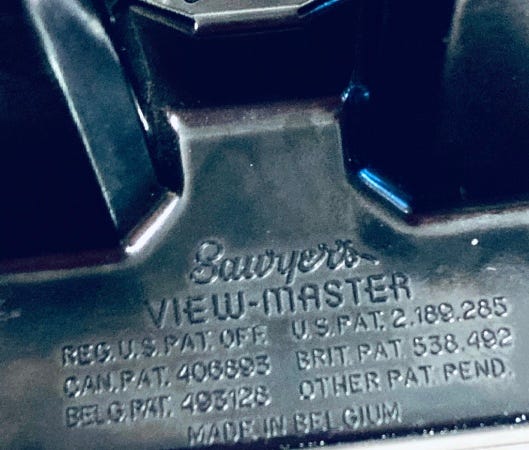 Sawyer's
VIEW-MASTER
REG. U.S. PAT. OFF. U.S. PAT. 2.189.285
CAN. PAT. 406893 BRIT. PAT 538.492
BELG. PAT. 493128 OTHER PAT. PEND.
MADE IN BELGIUM